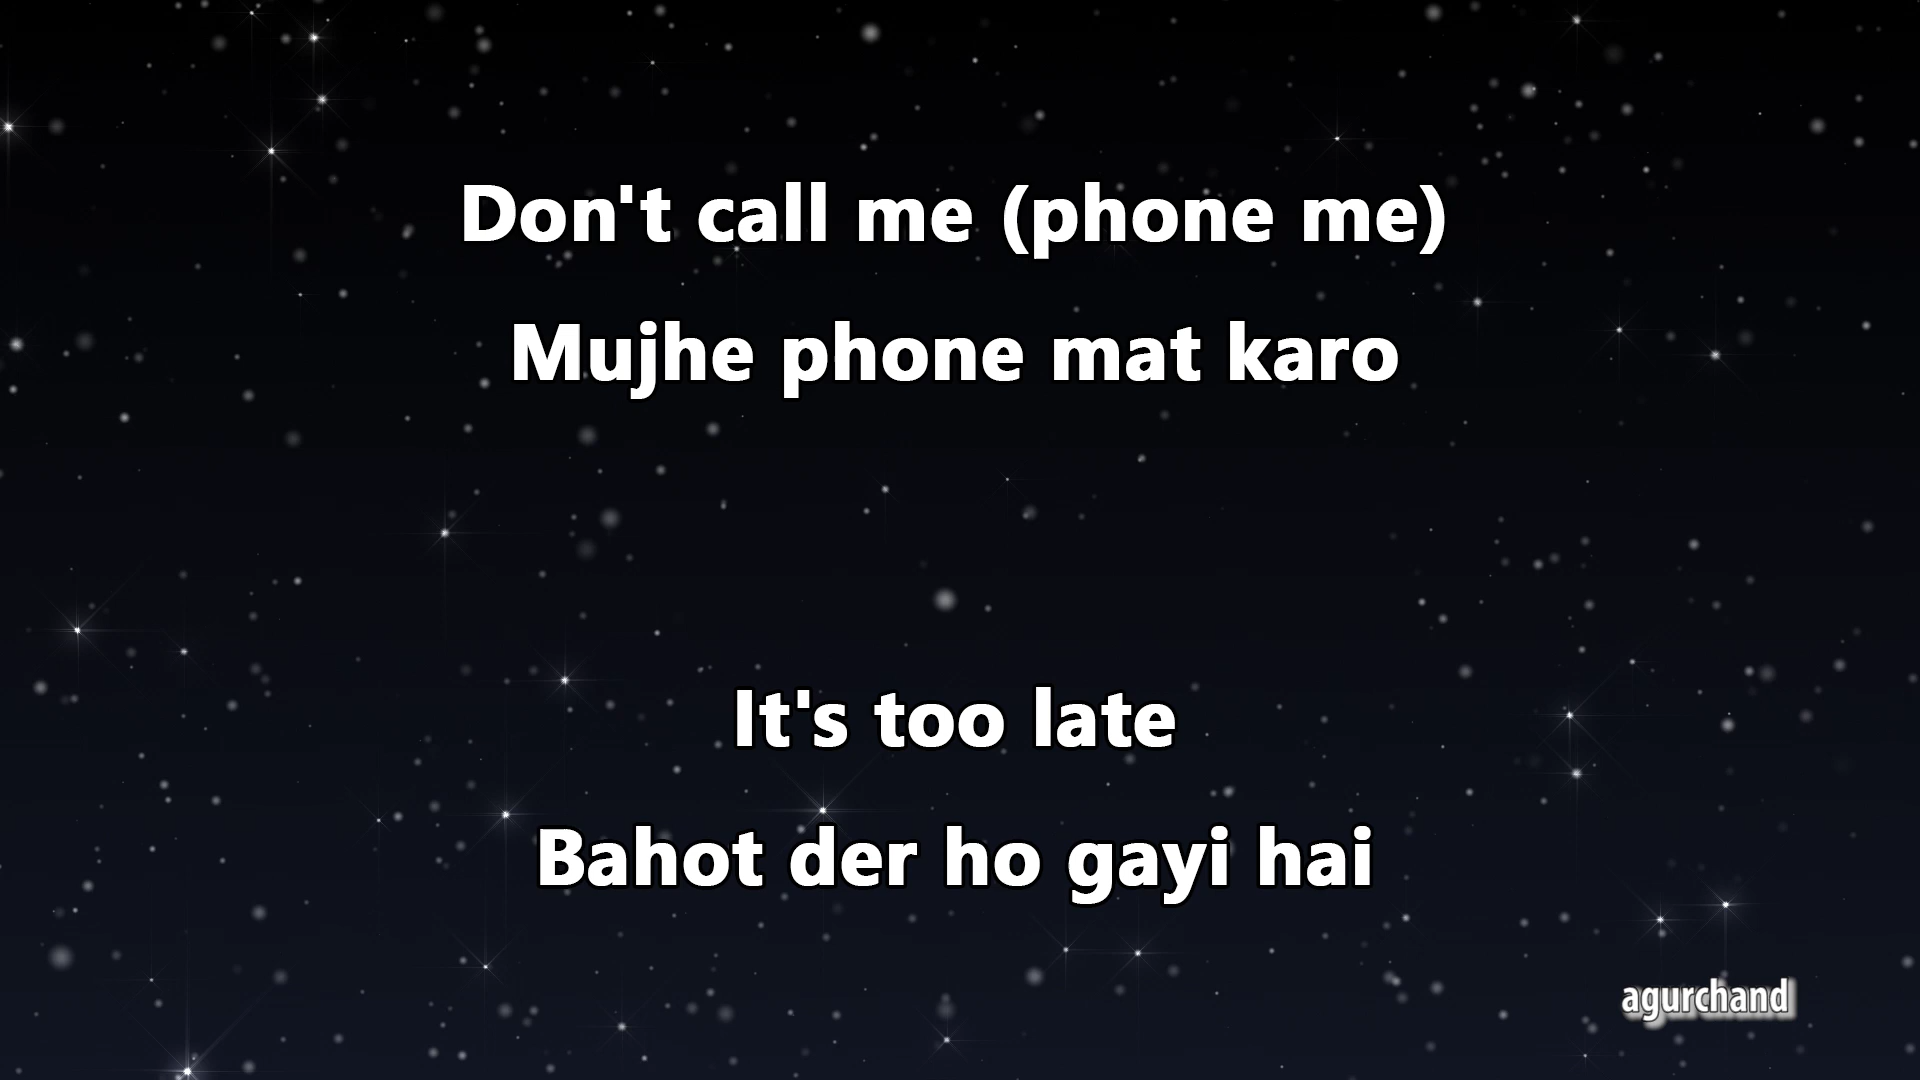 Don't call me (phone me)
Mujhe phone mat karo
It's too late
Bahot der ho gayi hai
agurchand